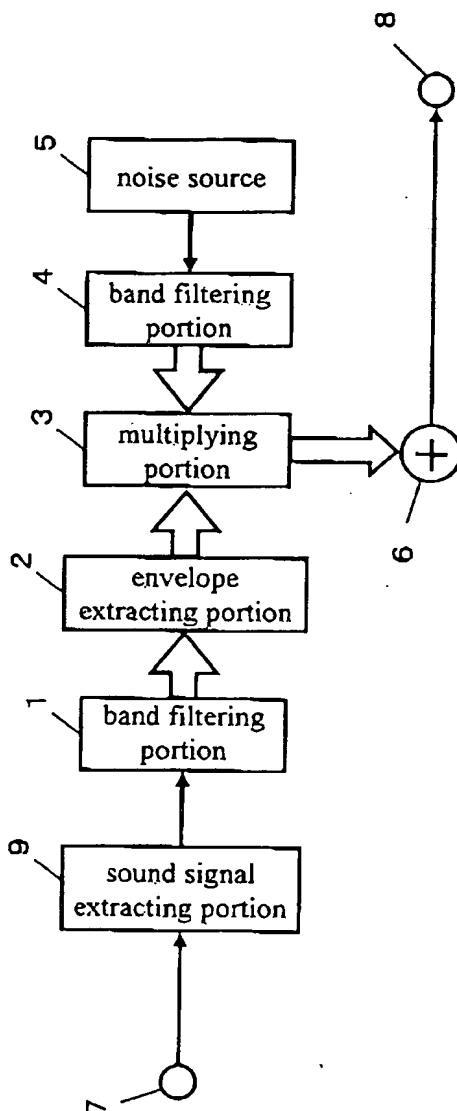 8
5
noise source
4
band filtering
portion
3
multiplying
portion
6
2
envelope
extracting portion
1
band filtering
portion
9
sound signal
extracting portion
7